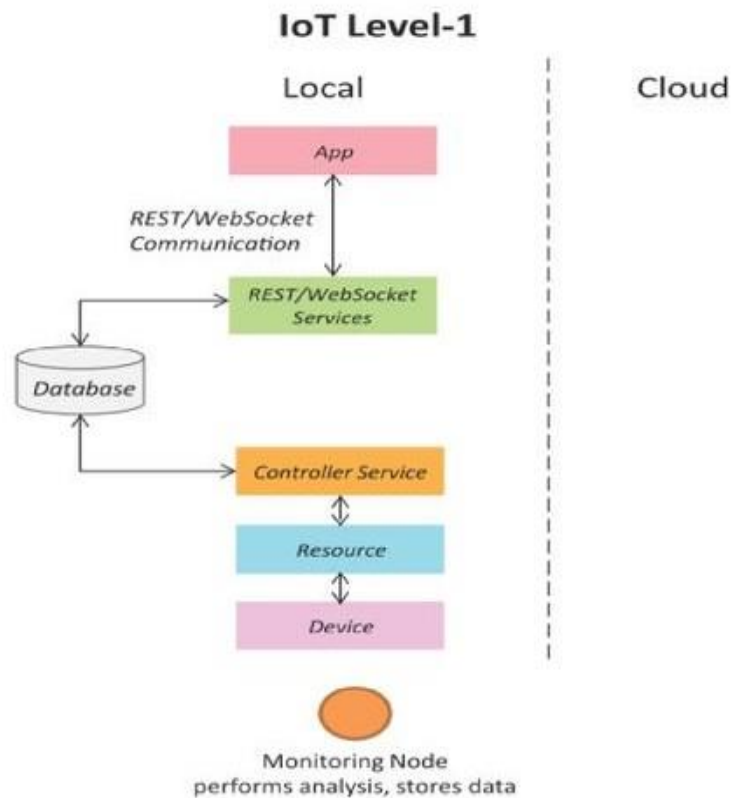 IoT Level-1
Local
Cloud
App
REST/WebSocket
Communication
REST/WebSocket
Services
Database
Controller Service
Resource
Device
Monitoring Node
performs analysis, stores data